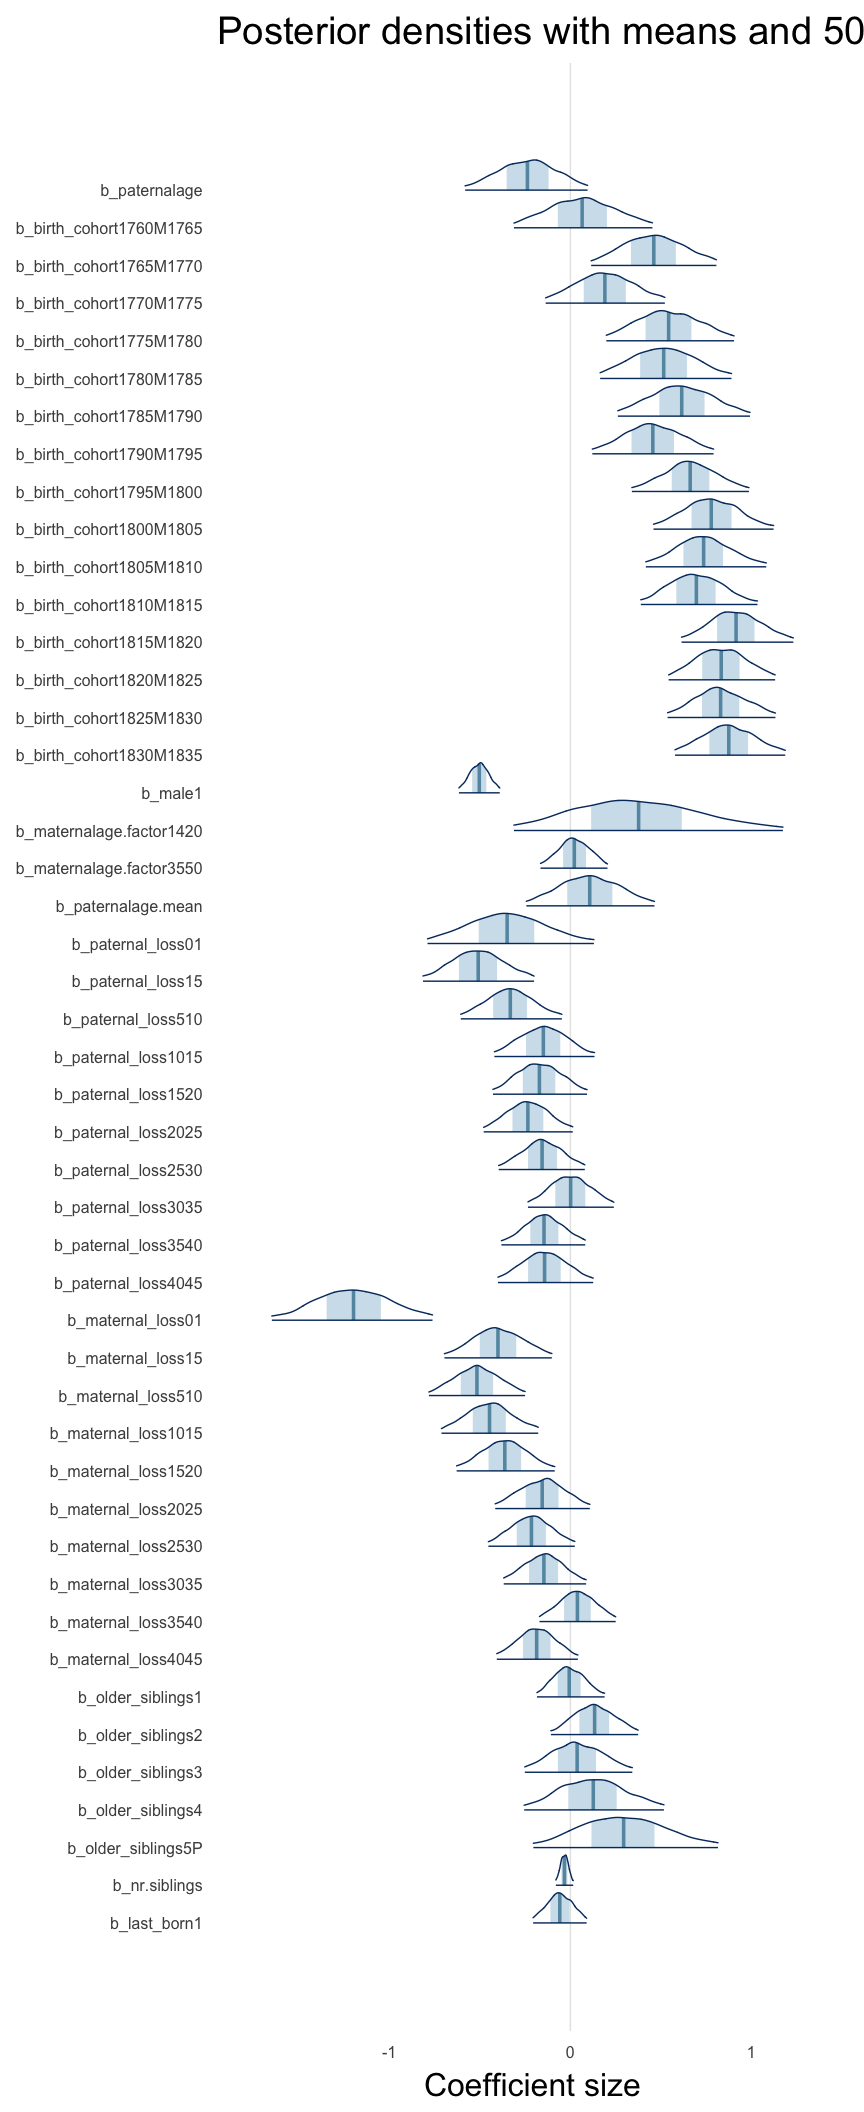 Posterior densities with means and 50
b_paternalage
b_birth_cohort1760M1765
b_birth_cohort1765M1770
b_birth_cohort1770M1775
b_birth_cohort1775M1780
b_birth_cohort1780M1785
b_birth_cohort1785M1790
b_birth_cohort1790M1795
b_birth_cohort1795M1800
b_birth_cohort1800M1805
b_birth_cohort1805M1810
b_birth_cohort1810M1815
b_birth_cohort1815M1820
b_birth_cohort1820M1825
b_birth_cohort1825M1830
b_birth_cohort1830M1835
b_male1
b_maternalage.factor1420
b_maternalage.factor3550
b_paternalage.mean
b_paternal_loss01
b_paternal_loss15
b_paternal_loss510
b_paternal_loss1015
b_paternal_loss1520
b_paternal_loss2025
b_paternal_loss2530
b_paternal_loss3035
b_paternal_loss3540
b_paternal_loss4045
b_maternal_loss01
b_maternal_loss15
b_maternal_loss510
b_maternal_loss1015
b_maternal_loss1520
b_maternal_loss2025
b_maternal_loss2530
b_maternal_loss3035
b_maternal_loss3540
b_maternal_loss4045
b_older_siblings1
b_older_siblings2
b_older_siblings3
b_older_siblings4
b_older_siblings5P
b_nr.siblings
b_last_born1
-1 0 1
Coefficient size